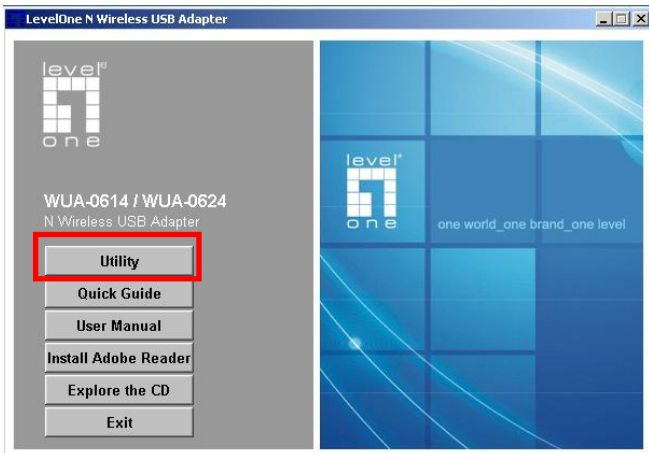 LevelOne N Wireless USB Adapter
level®
one
WUA-0614 / WUA-0624
N Wireless USB Adapter
Utility
Quick Guide
User Manual
Install Adobe Reader
Explore the CD
Exit
level®
one
one world_one brand_one level